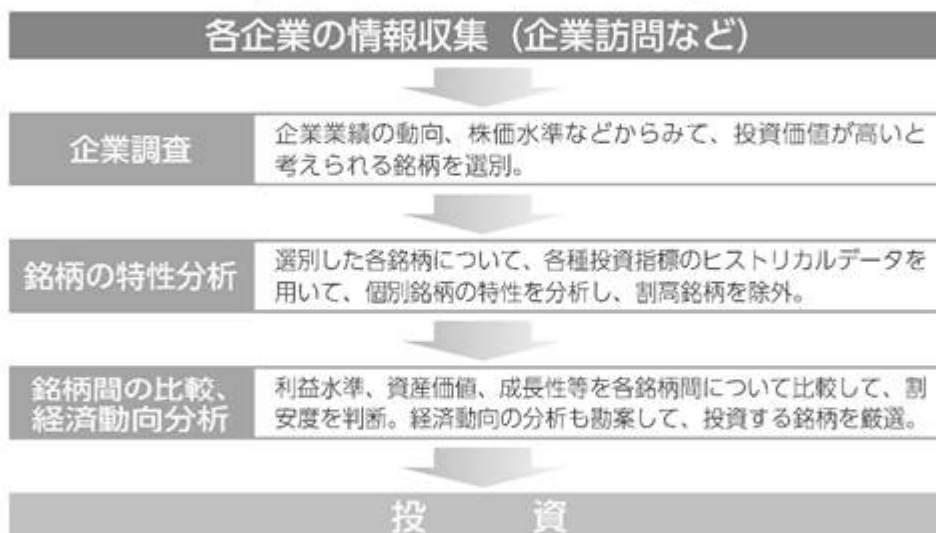 各企業の情報収集（企業訪問など）
企業調査
企業業績の動向、株価水準などからみて、投資価値が高いと
考えられる銘柄を選別。
銘柄の特性分析
選別した各銘柄について、各種投資指標のヒストリカルデータを
用いて、個別銘柄の特性を分析し、割高銘柄を除外。
銘柄間の比較、
経済動向分析
利益水準、資産価値、成長性等を各銘柄間について比較して、割
安度を判断。経済動向の分析も勘案して、投資する銘柄を厳選。
投　資